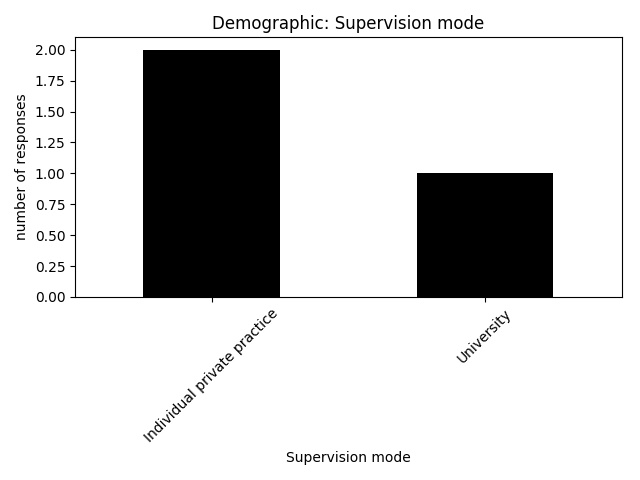 Demographic: Supervision mode
number of responses
2.00
1.75
1.50
1.25
1.00
0.75
0.50
0.25
0.00
Individual private practice
University
Supervision mode